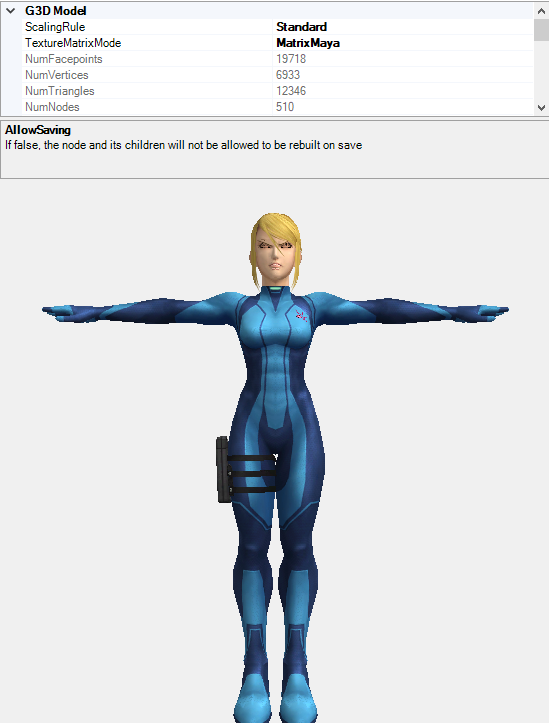 G3D Model
ScalingRule Standard
TextureMatrixMode MatrixMaya
NumFacepoints 19718
NumVertices 6933
NumTriangles 12346
NumNodes 510
AllowSaving
If false, the node and its children will not be allowed to be rebuilt on save